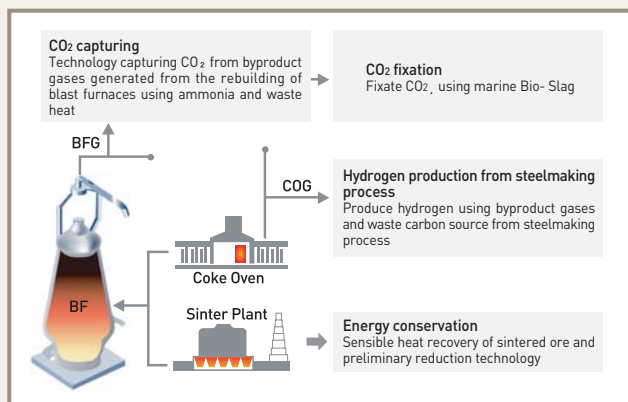 CO₂ capturing
Technology capturing CO₂ from byproduct
gases generated from the rebuilding of
blast furnaces using ammonia and waste
heat
CO₂ fixation
Fixate CO₂, using marine Bio- Slag
BFG
COG
Hydrogen production from steelmaking
process
Produce hydrogen using byproduct gases
and waste carbon source from steelmaking
process
Coke Oven
BF
Sinter Plant
Energy conservation
Sensible heat recovery of sintered ore and
preliminary reduction technology